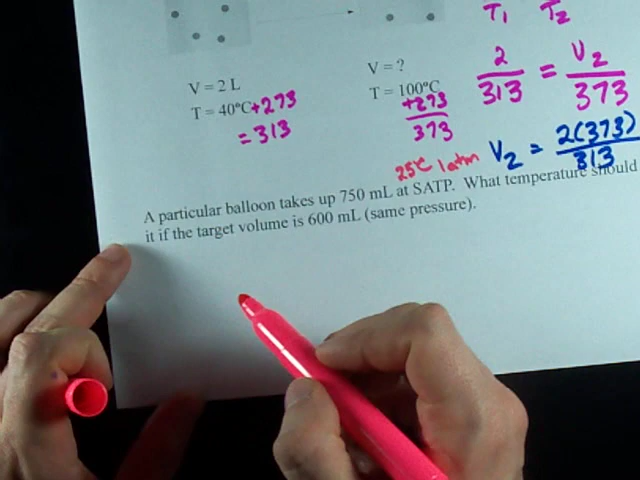 T₁ T₂
V = 2 L
T = 40°C +273
= 313
V = ?
T = 100°C
+273
373
2/313 = V₂/373
V₂ = 2(373)/313
25°C 1 atm
A particular balloon takes up 750 mL at SATP. What temperature should
it if the target volume is 600 mL (same pressure).